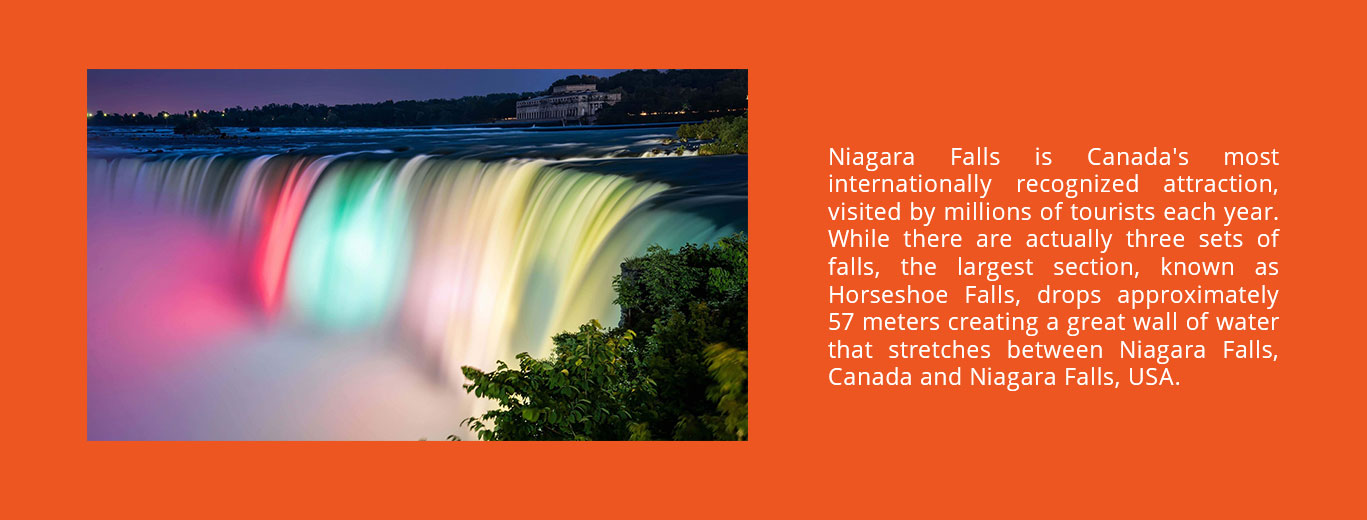 Niagara Falls is Canada's most
internationally recognized attraction,
visited by millions of tourists each year.
While there are actually three sets of
falls, the largest section, known as
Horseshoe Falls, drops approximately
57 meters creating a great wall of water
that stretches between Niagara Falls,
Canada and Niagara Falls, USA.